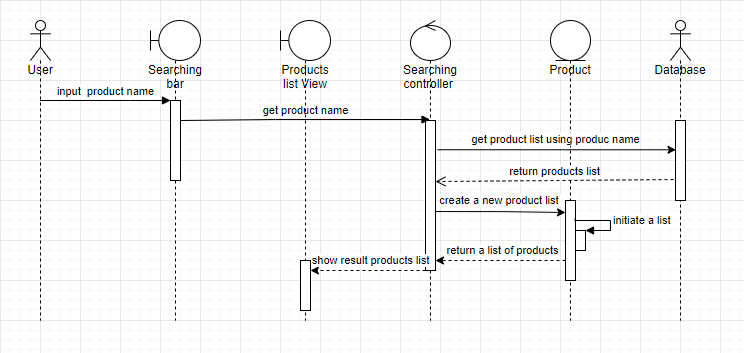 User
Searching
bar
Products
list View
Searching
controller
Product
Database
input product name
get product name
get product list using produc name
return products list
create a new product list
initiate a list
return a list of products
show result products list